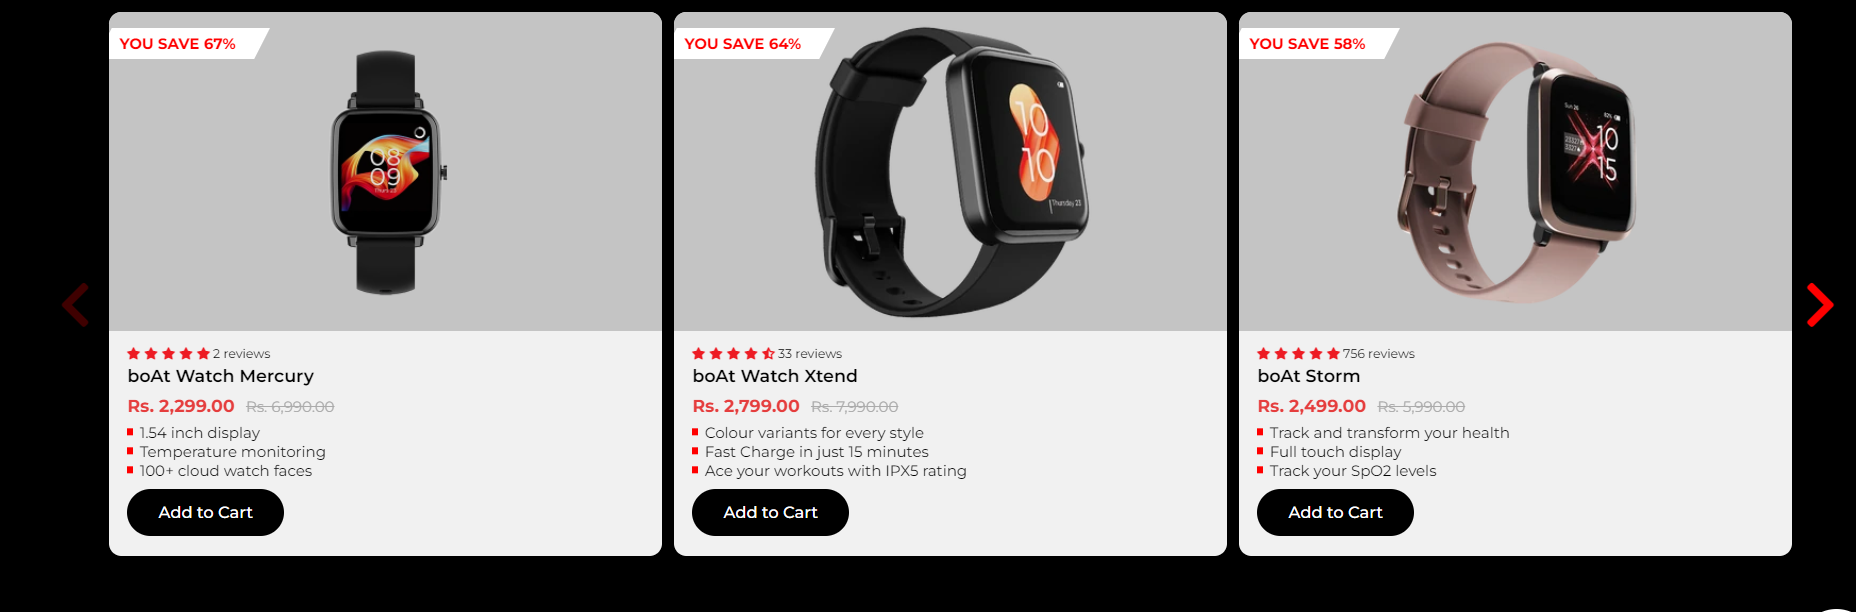 YOU SAVE 67%
08
09
2 reviews
boAt Watch Mercury
Rs. 2,299.00 Rs. 6,990.00
1.54 inch display
Temperature monitoring
100+ cloud watch faces
Add to Cart
YOU SAVE 64%
10
10
Thursday 23
33 reviews
boAt Watch Xtend
Rs. 2,799.00 Rs. 7,990.00
Colour variants for every style
Fast Charge in just 15 minutes
Ace your workouts with IPX5 rating
Add to Cart
YOU SAVE 58%
Sun 26
82%
10
15
756 reviews
boAt Storm
Rs. 2,499.00 Rs. 5,990.00
Track and transform your health
Full touch display
Track your SpO2 levels
Add to Cart